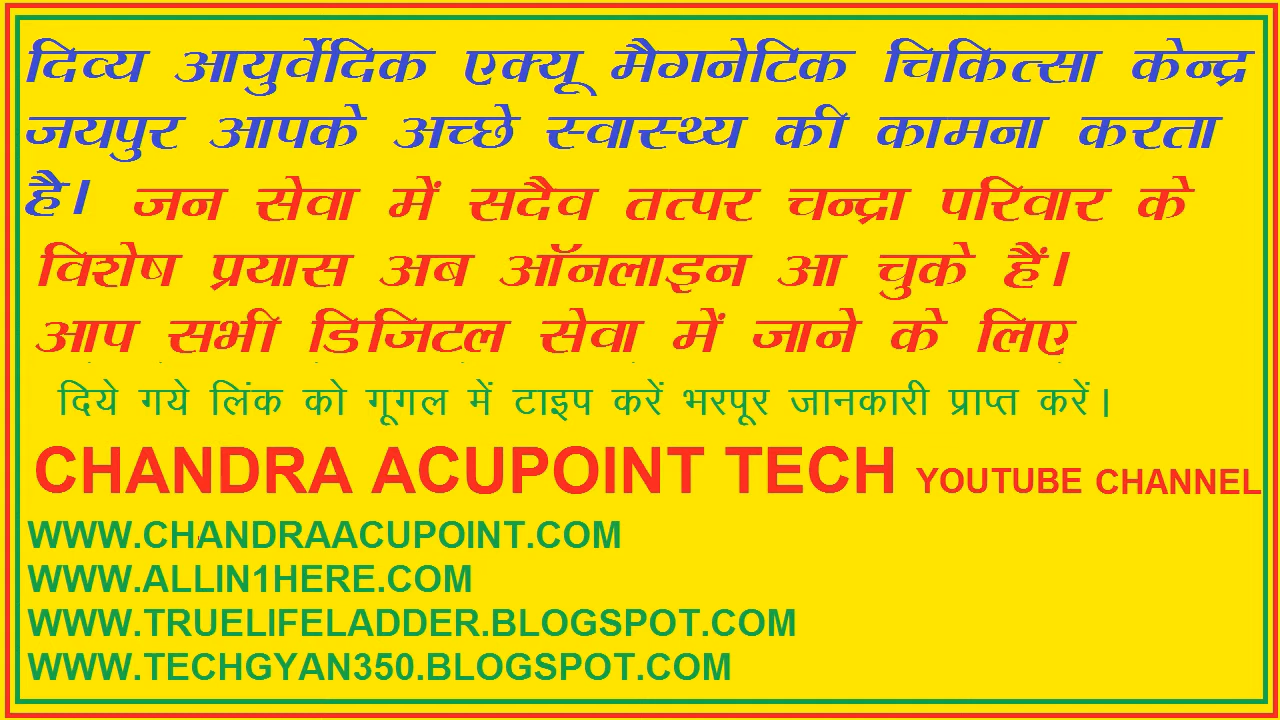 दिव्य आयुर्वेदिक एक्यू मैगनेटिक चिकित्सा केन्द्र
जयपुर आपके अच्छे स्वास्थ्य की कामना करता
है। जन सेवा में सदैव तत्पर चन्द्रा परिवार के
विशेष प्रयास अब ऑनलाइन आ चुके हैं।
आप सभी डिजिटल सेवा में जाने के लिए
दिये गये लिंक को गूगल में टाइप करें भरपूर जानकारी प्राप्त करें।
CHANDRA ACUPOINT TECH YOUTUBE CHANNEL
WWW.CHANDRAACUPOINT.COM
WWW.ALLIN1HERE.COM
WWW.TRUELIFELADDER.BLOGSPOT.COM
WWW.TECHGYAN350.BLOGSPOT.COM